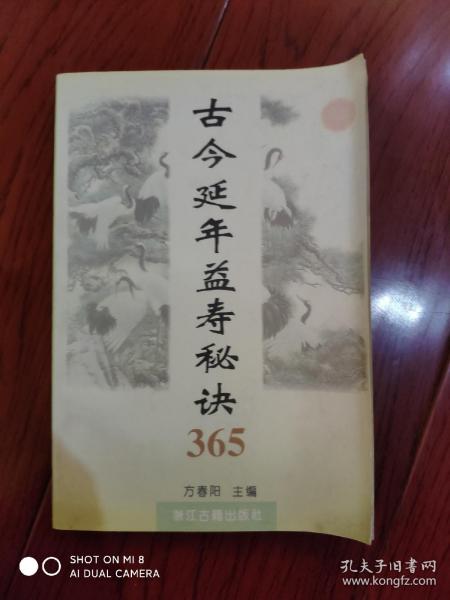 古今延年益寿秘诀
365
方春阳 主编
浙江古籍出版社
SHOT ON MI 8
AI DUAL CAMERA
孔夫子旧书网
www.kongfz.com